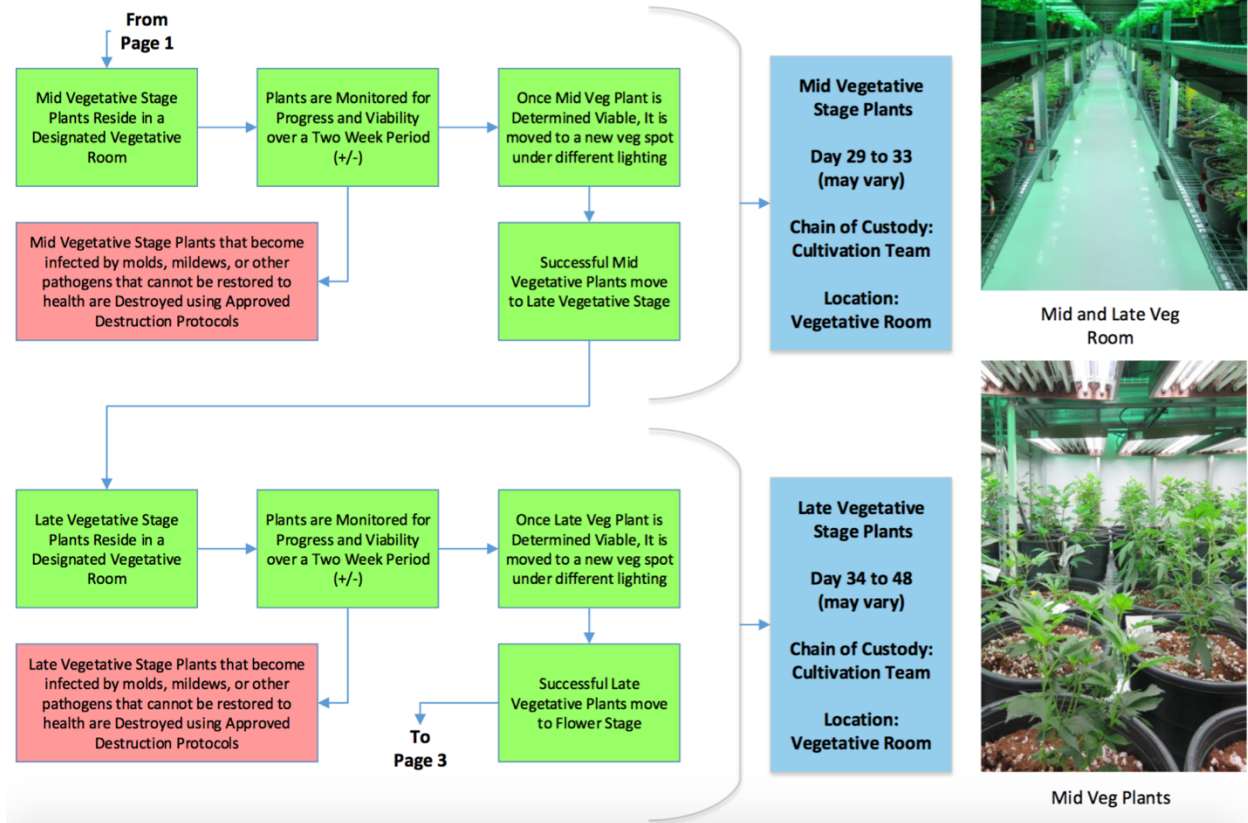 From
Page 1
Mid Vegetative Stage
Plants Reside in a
Designated Vegetative
Room
Plants are Monitored for
Progress and Viability
over a Two Week Period
(+/-)
Once Mid Veg Plant is
Determined Viable, It is
moved to a new veg spot
under different lighting
Mid Vegetative Stage Plants that become
infected by molds, mildews, or other
pathogens that cannot be restored to
health are Destroyed using Approved
Destruction Protocols
Successful Mid
Vegetative Plants move
to Late Vegetative Stage
Mid Vegetative
Stage Plants
Day 29 to 33
(may vary)
Chain of Custody:
Cultivation Team
Location:
Vegetative Room
Mid and Late Veg
Room
Late Vegetative Stage
Plants Reside in a
Designated Vegetative
Room
Plants are Monitored for
Progress and Viability
over a Two Week Period
(+/-)
Once Late Veg Plant is
Determined Viable, It is
moved to a new veg spot
under different lighting
Late Vegetative Stage Plants that become
infected by molds, mildews, or other
pathogens that cannot be restored to
health are Destroyed using Approved
Destruction Protocols
Successful Late
Vegetative Plants move
to Flower Stage
To
Page 3
Late Vegetative
Stage Plants
Day 34 to 48
(may vary)
Chain of Custody:
Cultivation Team
Location:
Vegetative Room
Mid Veg Plants